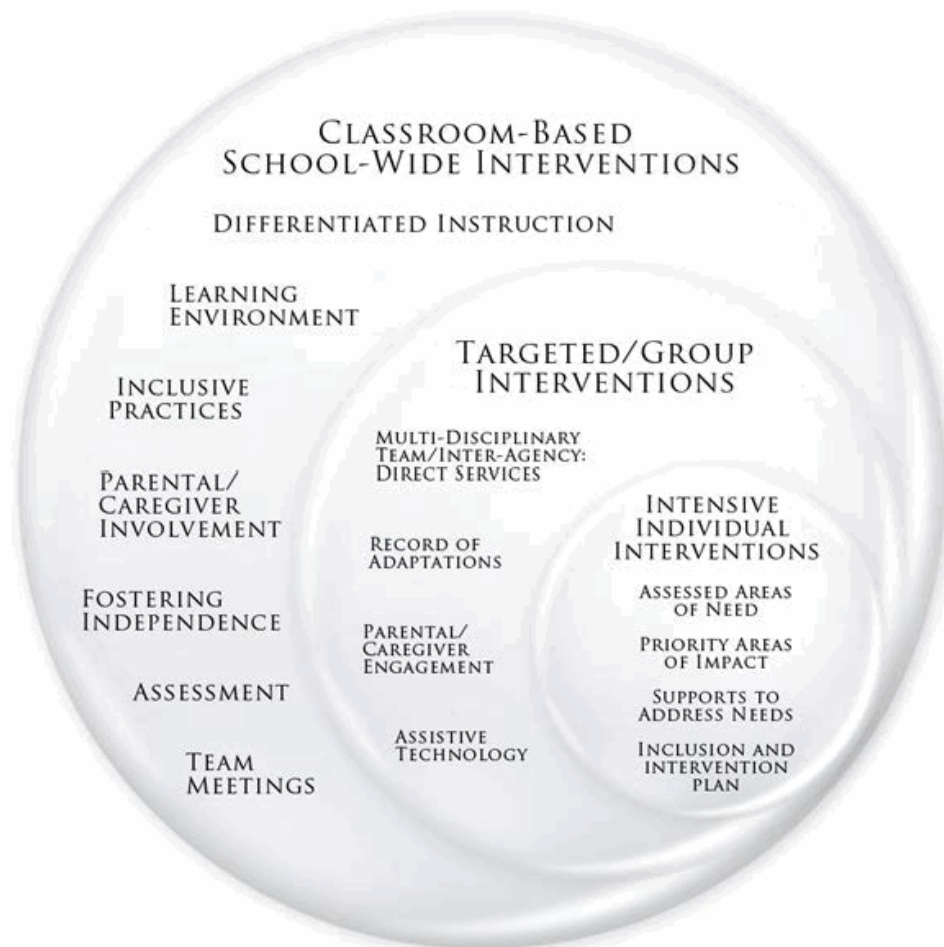 CLASSROOM-BASED
SCHOOL-WIDE INTERVENTIONS
DIFFERENTIATED INSTRUCTION
LEARNING
ENVIRONMENT
INCLUSIVE
PRACTICES
PARENTAL/
CAREGIVER
INVOLVEMENT
FOSTERING
INDEPENDENCE
ASSESSMENT
TEAM
MEETINGS
TARGETED/GROUP
INTERVENTIONS
MULTI-DISCIPLINARY
TEAM/INTER-AGENCY:
DIRECT SERVICES
RECORD OF
ADAPTATIONS
PARENTAL/
CAREGIVER
ENGAGEMENT
ASSISTIVE
TECHNOLOGY
INTENSIVE
INDIVIDUAL
INTERVENTIONS
ASSESSED AREAS
OF NEED
PRIORITY AREAS
OF IMPACT
SUPPORTS TO
ADDRESS NEEDS
INCLUSION AND
INTERVENTION
PLAN